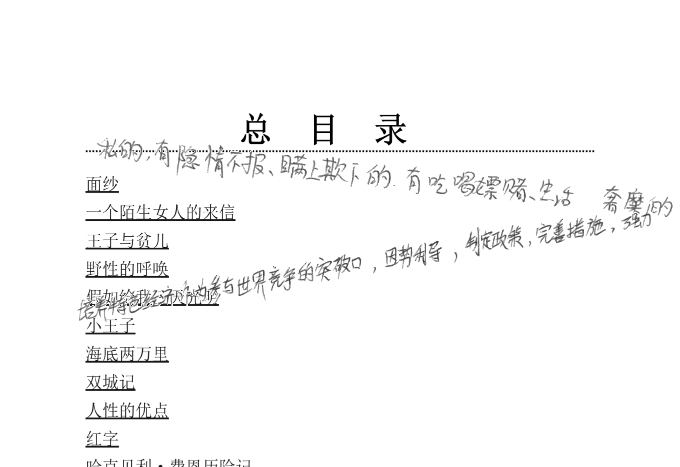 总 目 录
私的,有隐情不报、瞒上欺下的.有吃喝嫖赌、生活 奢靡的
面纱
一个陌生女人的来信
王子与贫儿
野性的呼唤
假如给我三天光明
特色经济作为参与世界竞争的突破口,因势利导,制定政策,完善措施,强力
小王子
海底两万里
双城记
人性的优点
红字
哈克贝利·费恩历险记